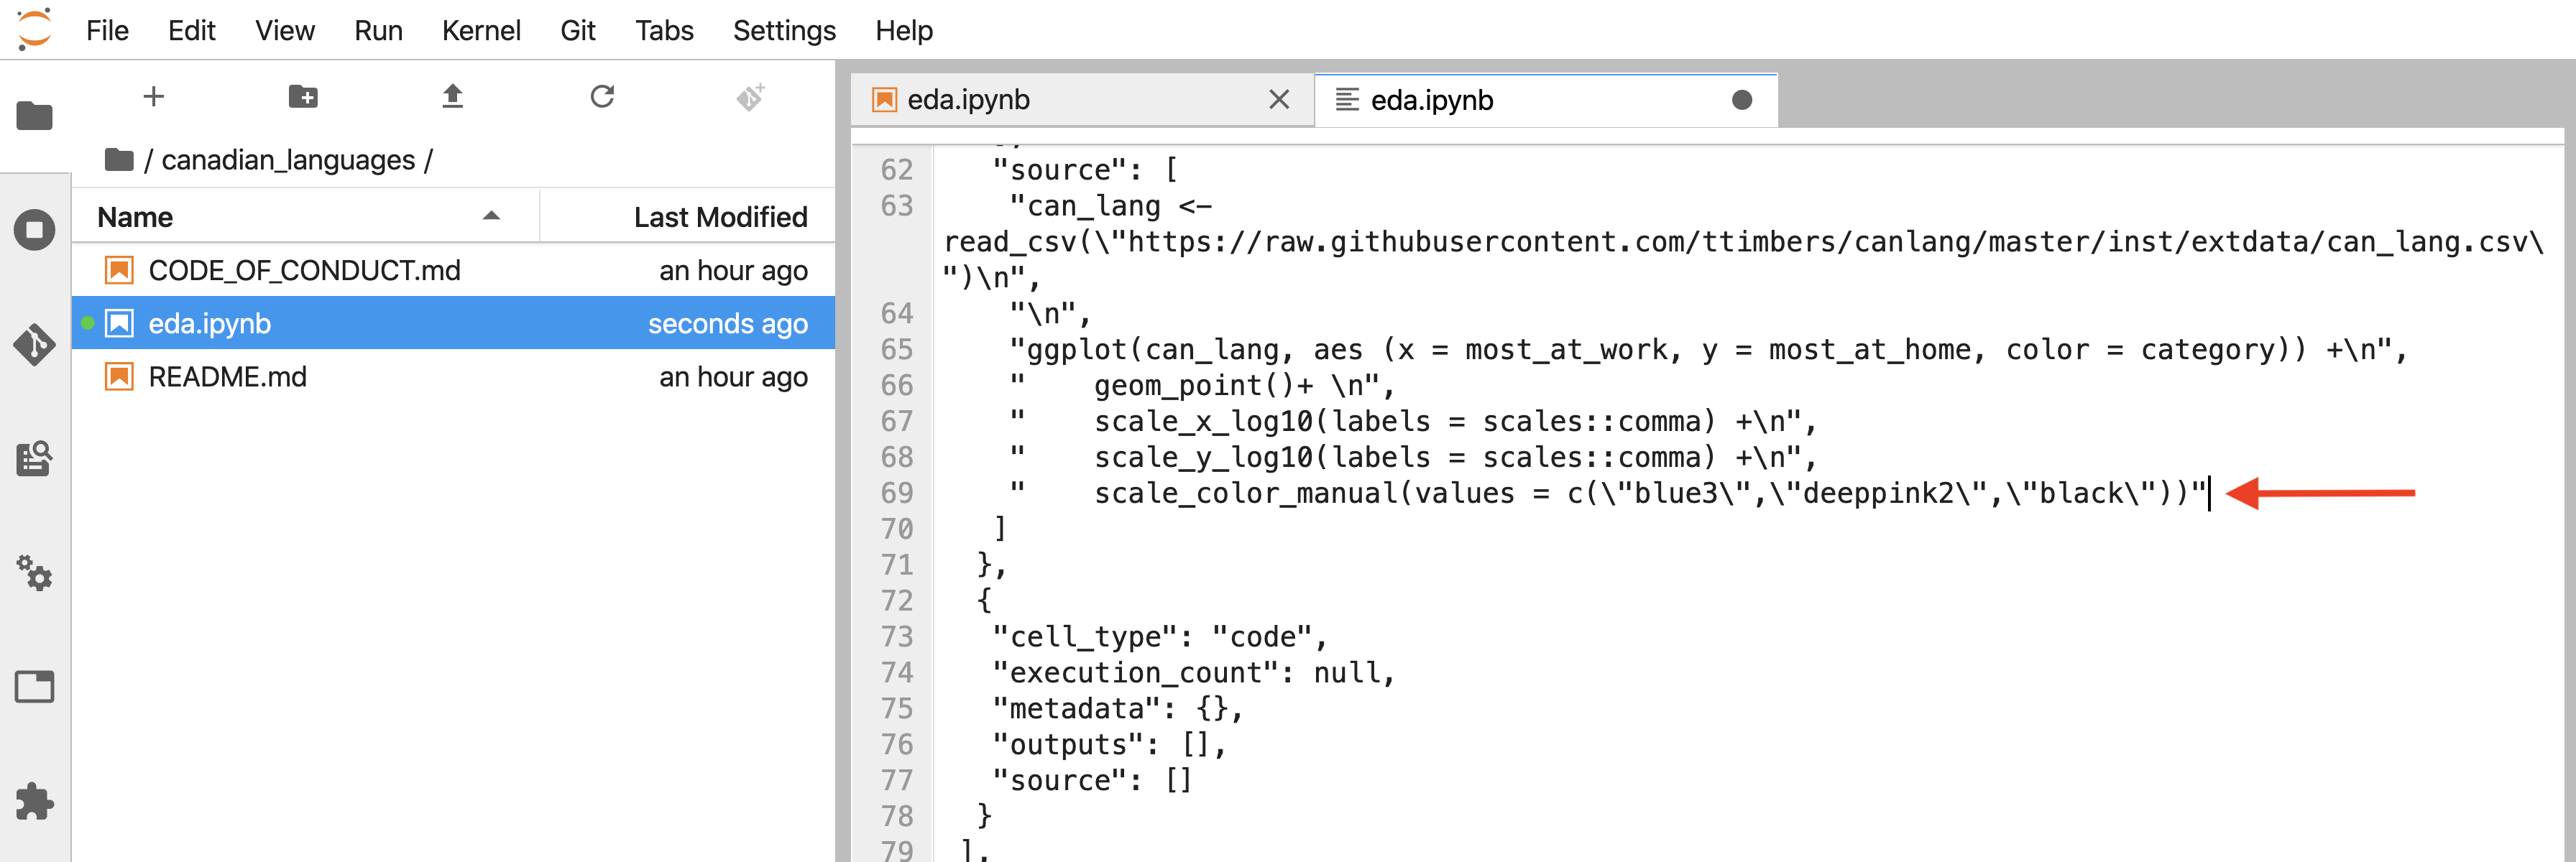 File Edit View Run Kernel Git Tabs Settings Help
eda.ipynb
eda.ipynb
/ canadian_languages /
Name Last Modified
CODE_OF_CONDUCT.md an hour ago
eda.ipynb seconds ago
README.md an hour ago
62 "source": [
63 "can_lang <-
read_csv(\"https://raw.githubusercontent.com/ttimbers/canlang/master/inst/extdata/can_lang.csv\
")\n",
64 "\n",
65 "ggplot(can_lang, aes (x = most_at_work, y = most_at_home, color = category)) +\n",
66 "    geom_point()+ \n",
67 "    scale_x_log10(labels = scales::comma) +\n",
68 "    scale_y_log10(labels = scales::comma) +\n",
69 "    scale_color_manual(values = c(\"blue3\",\"deeppink2\",\"black\"))"
70 ]
71 },
72 {
73 "cell_type": "code",
74 "execution_count": null,
75 "metadata": {},
76 "outputs": [],
77 "source": []
78 }
79 ],